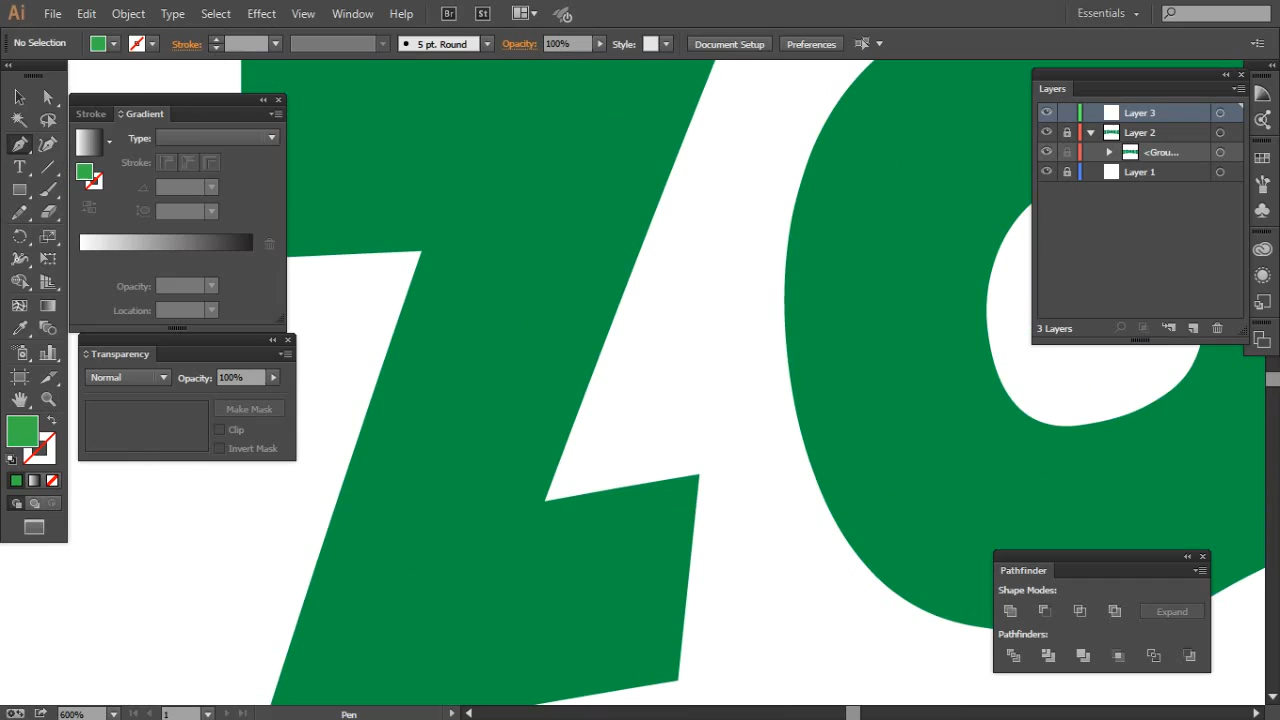 Ai File Edit Object Type Select Effect View Window Help Br St Essentials
No Selection Stroke: 5 pt. Round Opacity: 100% Style: Document Setup Preferences
Stroke Gradient
Type:
Stroke:
Opacity:
Location:
Transparency
Normal Opacity: 100%
Make Mask
Clip
Invert Mask
Layers
Layer 3
Layer 2
<Grou...
Layer 1
3 Layers
Pathfinder
Shape Modes:
Expand
Pathfinders:
600% 1 Pen